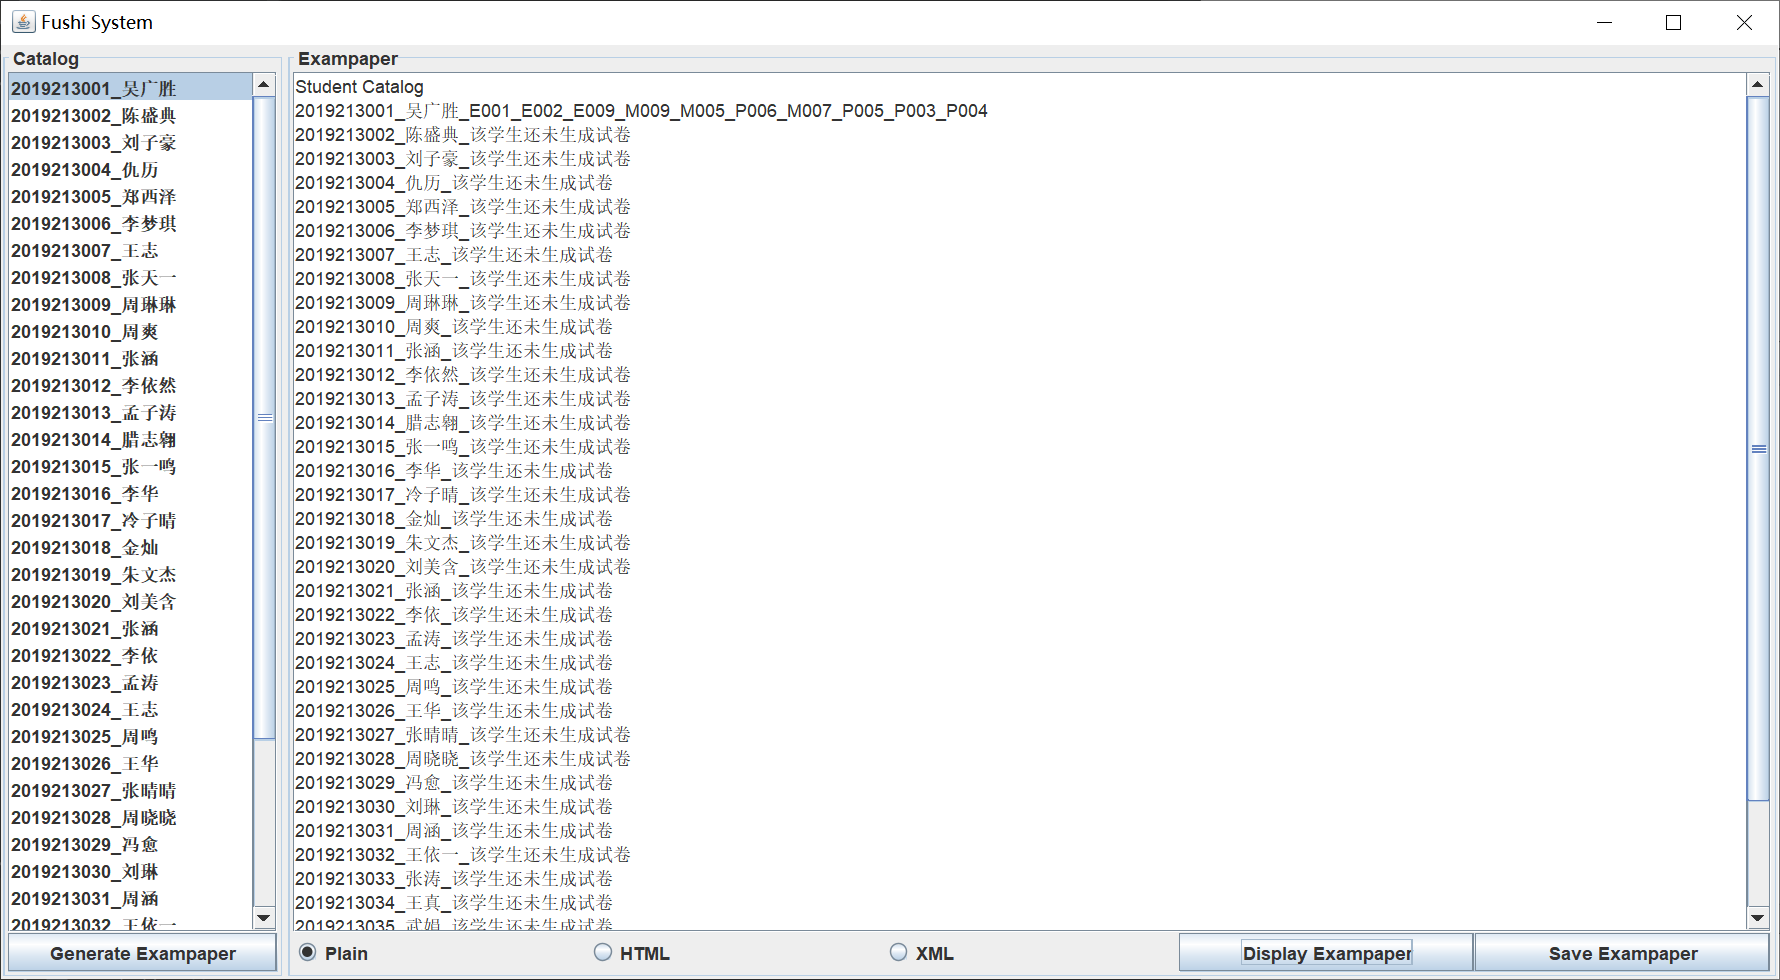 Fushi System
Catalog
2019213001_吴广胜
2019213002_陈盛典
2019213003_刘子豪
2019213004_仇历
2019213005_郑西泽
2019213006_李梦琪
2019213007_王志
2019213008_张天一
2019213009_周琳琳
2019213010_周爽
2019213011_张涵
2019213012_李依然
2019213013_孟子涛
2019213014_腊志翱
2019213015_张一鸣
2019213016_李华
2019213017_冷子晴
2019213018_金灿
2019213019_朱文杰
2019213020_刘美含
2019213021_张涵
2019213022_李依
2019213023_孟涛
2019213024_王志
2019213025_周鸣
2019213026_王华
2019213027_张晴晴
2019213028_周晓晓
2019213029_冯愈
2019213030_刘琳
2019213031_周涵
2019213032_王依一
Generate Exampaper
Exampaper
Student Catalog
2019213001_吴广胜_E001_E002_E009_M009_M005_P006_M007_P005_P003_P004
2019213002_陈盛典_该学生还未生成试卷
2019213003_刘子豪_该学生还未生成试卷
2019213004_仇历_该学生还未生成试卷
2019213005_郑西泽_该学生还未生成试卷
2019213006_李梦琪_该学生还未生成试卷
2019213007_王志_该学生还未生成试卷
2019213008_张天一_该学生还未生成试卷
2019213009_周琳琳_该学生还未生成试卷
2019213010_周爽_该学生还未生成试卷
2019213011_张涵_该学生还未生成试卷
2019213012_李依然_该学生还未生成试卷
2019213013_孟子涛_该学生还未生成试卷
2019213014_腊志翱_该学生还未生成试卷
2019213015_张一鸣_该学生还未生成试卷
2019213016_李华_该学生还未生成试卷
2019213017_冷子晴_该学生还未生成试卷
2019213018_金灿_该学生还未生成试卷
2019213019_朱文杰_该学生还未生成试卷
2019213020_刘美含_该学生还未生成试卷
2019213021_张涵_该学生还未生成试卷
2019213022_李依_该学生还未生成试卷
2019213023_孟涛_该学生还未生成试卷
2019213024_王志_该学生还未生成试卷
2019213025_周鸣_该学生还未生成试卷
2019213026_王华_该学生还未生成试卷
2019213027_张晴晴_该学生还未生成试卷
2019213028_周晓晓_该学生还未生成试卷
2019213029_冯愈_该学生还未生成试卷
2019213030_刘琳_该学生还未生成试卷
2019213031_周涵_该学生还未生成试卷
2019213032_王依一_该学生还未生成试卷
2019213033_张涛_该学生还未生成试卷
2019213034_王真_该学生还未生成试卷
2019213035_武娟_该学生还未生成试卷
Plain
HTML
XML
Display Exampaper
Save Exampaper